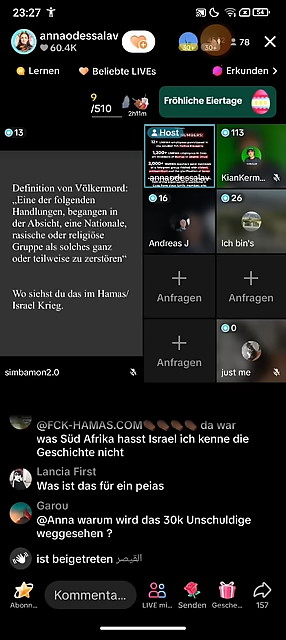 23:27
54
annaodessalav
60.4K
30+
30+
78
Lernen
Beliebte LIVEs
Erkunden
9
/510
2h11m
Fröhliche Eiertage
13
Definition von Völkermord:
„Eine der folgenden
Handlungen, begangen in
der Absicht, eine Nationale,
rasische oder religiöse
Gruppe als solches ganz
oder teilweise zu zerstören“
Wo siehst du das im Hamas/
Israel Krieg.
simbamon2.0
Host
annaodessalav
113
KianKerm...
16
Andreas J
26
Ich bin's
Anfragen
Anfragen
Anfragen
0
just me
@FCK-HAMAS.COM da war
was Süd Afrika hasst Israel ich kenne die
Geschichte nicht
Lancia First
Was ist das für ein peias
Garou
@Anna warum wird das 30k Unschuldige
weggesehen ?
ist beigetreten القيصر
Abonn...
Kommenta...
LIVE mi...
Senden
Gesche...
157